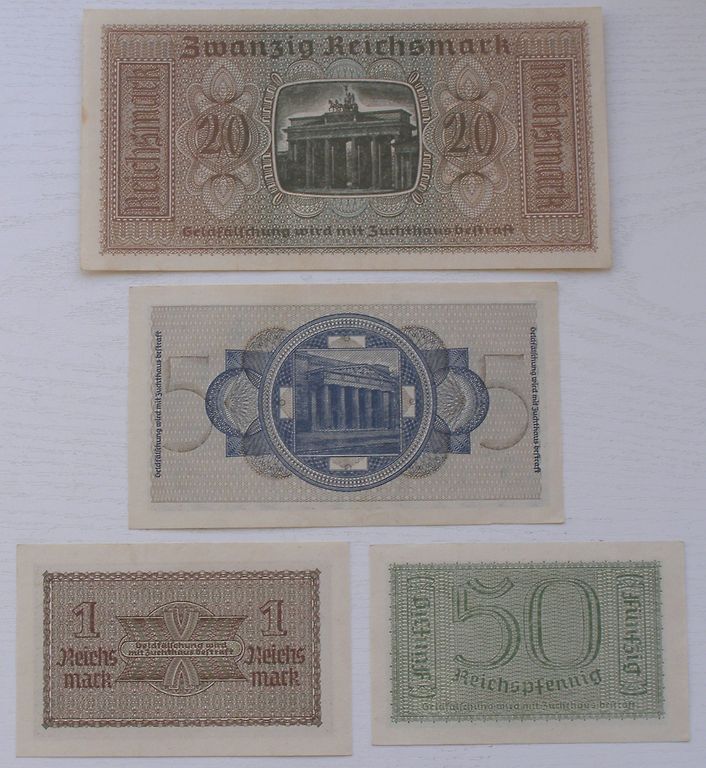 Zwanzig Reichsmark
Reichsmark
20
20
Reichsmark
Geldfälschung wird mit Zuchthaus bestraft
Geldfälschung wird mit Zuchthaus bestraft
5
5
Geldfälschung wird mit Zuchthaus bestraft
1
Reichs
mark
Geldfälschung wird
mit Zuchthaus bestraft
1
Reichs
mark
Fünfzig
50
Reichspfennig
Fünfzig
Geldfälschung wird mit Zuchthaus bestraft